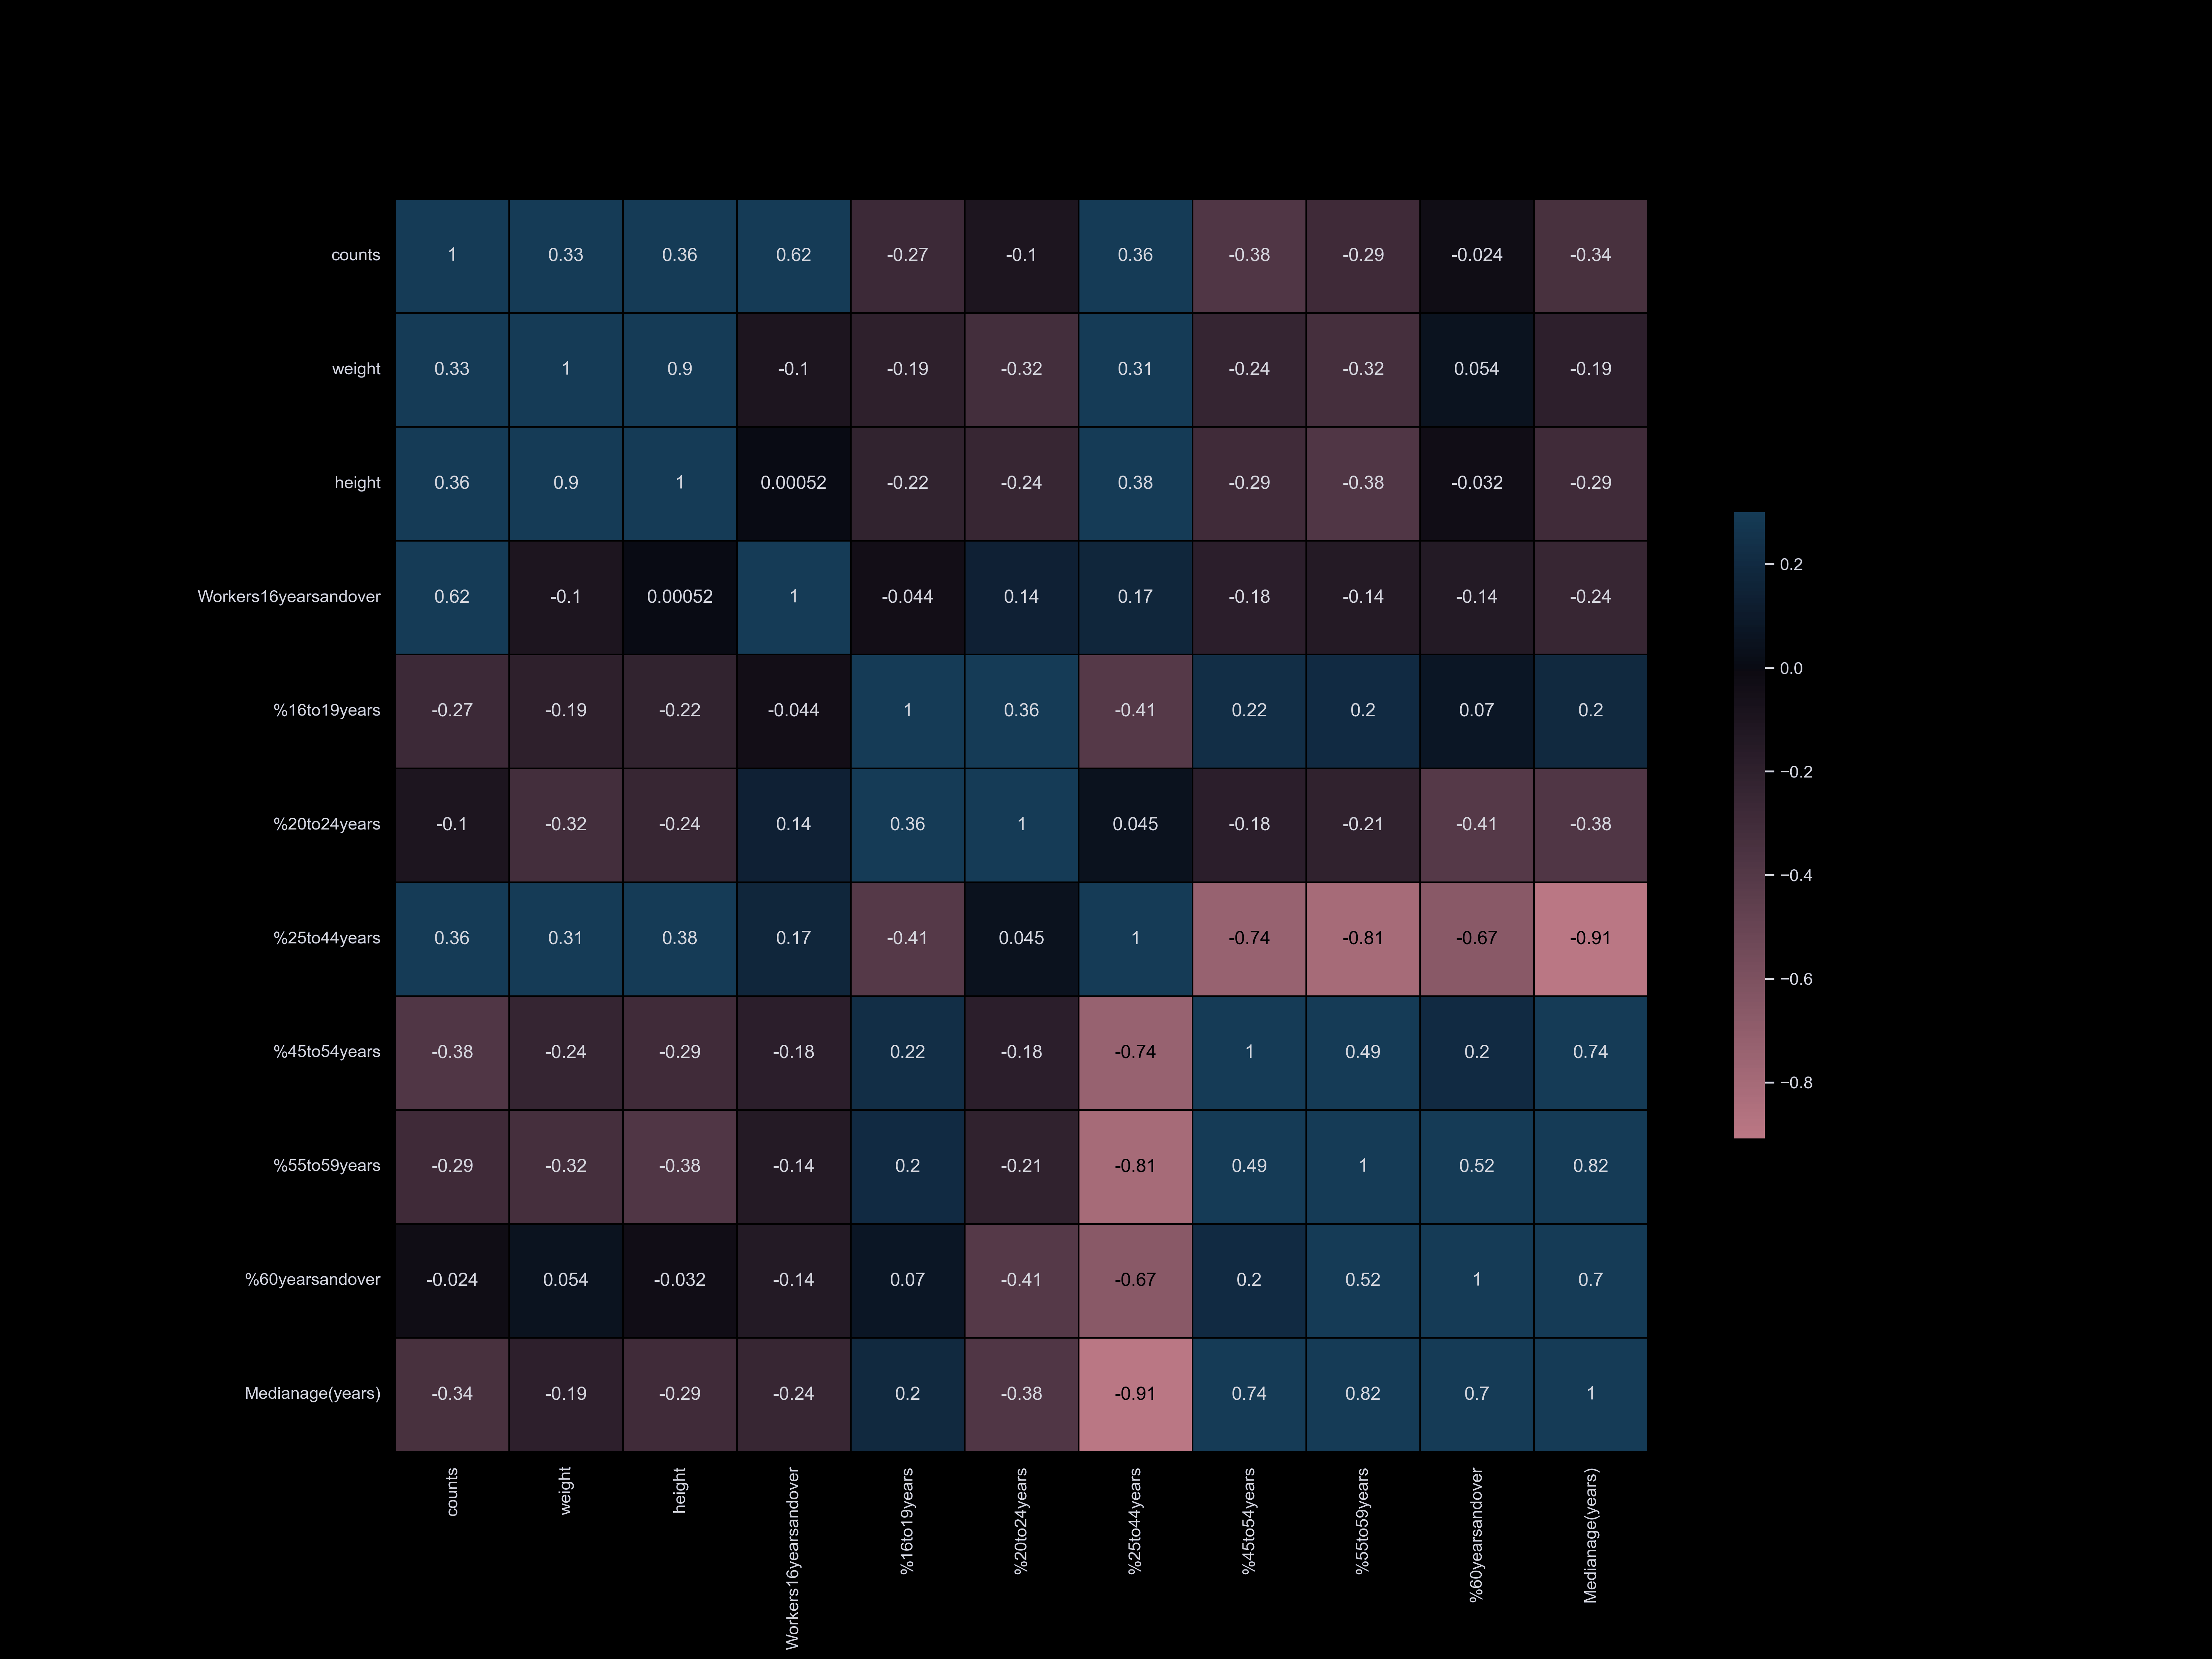 counts 1 0.33 0.36 0.62 -0.27 -0.1 0.36 -0.38 -0.29 -0.024 -0.34
weight 0.33 1 0.9 -0.1 -0.19 -0.32 0.31 -0.24 -0.32 0.054 -0.19
height 0.36 0.9 1 0.00052 -0.22 -0.24 0.38 -0.29 -0.38 -0.032 -0.29
Workers16yearsandover 0.62 -0.1 0.00052 1 -0.044 0.14 0.17 -0.18 -0.14 -0.14 -0.24
%16to19years -0.27 -0.19 -0.22 -0.044 1 0.36 -0.41 0.22 0.2 0.07 0.2
%20to24years -0.1 -0.32 -0.24 0.14 0.36 1 0.045 -0.18 -0.21 -0.41 -0.38
%25to44years 0.36 0.31 0.38 0.17 -0.41 0.045 1 -0.74 -0.81 -0.67 -0.91
%45to54years -0.38 -0.24 -0.29 -0.18 0.22 -0.18 -0.74 1 0.49 0.2 0.74
%55to59years -0.29 -0.32 -0.38 -0.14 0.2 -0.21 -0.81 0.49 1 0.52 0.82
%60yearsandover -0.024 0.054 -0.032 -0.14 0.07 -0.41 -0.67 0.2 0.52 1 0.7
Medianage(years) -0.34 -0.19 -0.29 -0.24 0.2 -0.38 -0.91 0.74 0.82 0.7 1
counts
weight
height
Workers16yearsandover
%16to19years
%20to24years
%25to44years
%45to54years
%55to59years
%60yearsandover
Medianage(years)
0.2
0.0
−0.2
−0.4
−0.6
−0.8